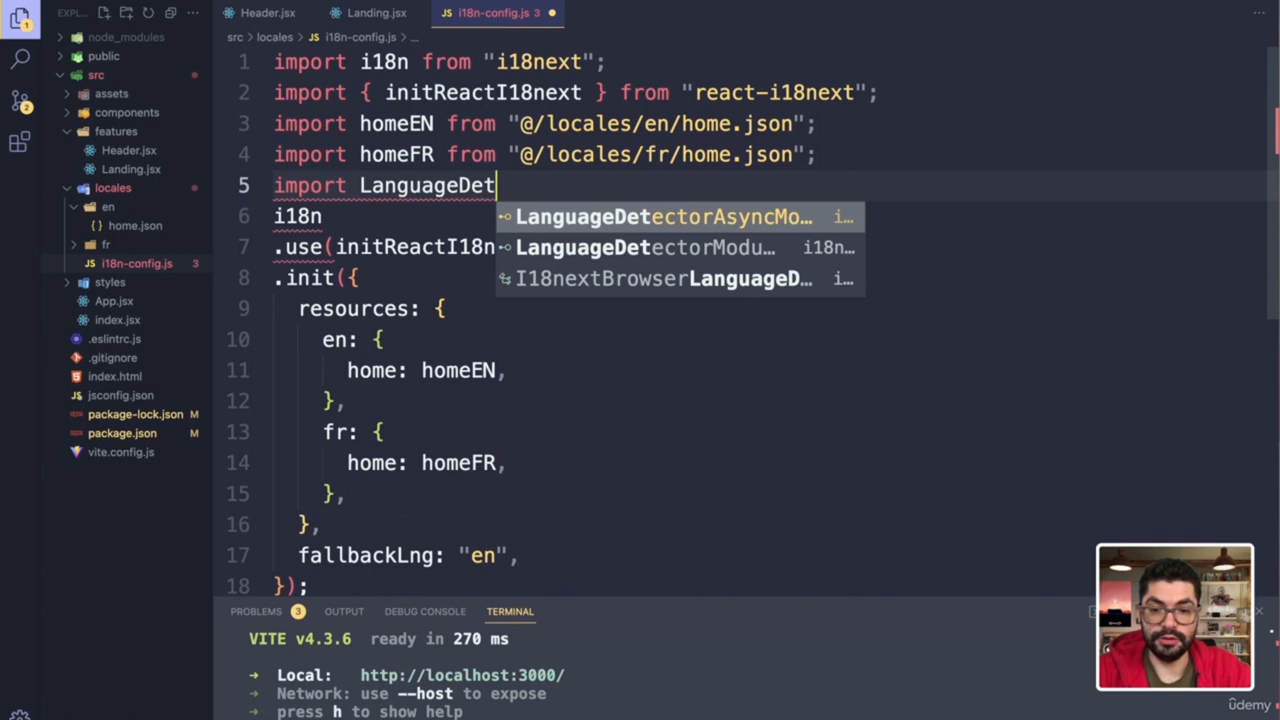 EXPL...
Header.jsx
Landing.jsx
JS i18n-config.js 3
node_modules
public
src
assets
components
features
Header.jsx
Landing.jsx
locales
en
{} home.json
fr
JS i18n-config.js 3
styles
App.jsx
index.jsx
.eslintrc.js
.gitignore
index.html
jsconfig.json
package-lock.json M
package.json M
vite.config.js
1
2
src > locales > JS i18n-config.js > ...
1 import i18n from "i18next";
2 import { initReactI18next } from "react-i18next";
3 import homeEN from "@/locales/en/home.json";
4 import homeFR from "@/locales/fr/home.json";
5 import LanguageDet
6 i18n
7 .use(initReactI18n
8 .init({
9 resources: {
10 en: {
11 home: homeEN,
12 },
13 fr: {
14 home: homeFR,
15 },
16 },
17 fallbackLng: "en",
18 });
LanguageDetectorAsyncMo... i...
LanguageDetectorModu... i18n...
I18nextBrowserLanguageD... i...
PROBLEMS 3 OUTPUT DEBUG CONSOLE TERMINAL
VITE v4.3.6 ready in 270 ms
➜ Local: http://localhost:3000/
➜ Network: use --host to expose
➜ press h to show help
ûdemy